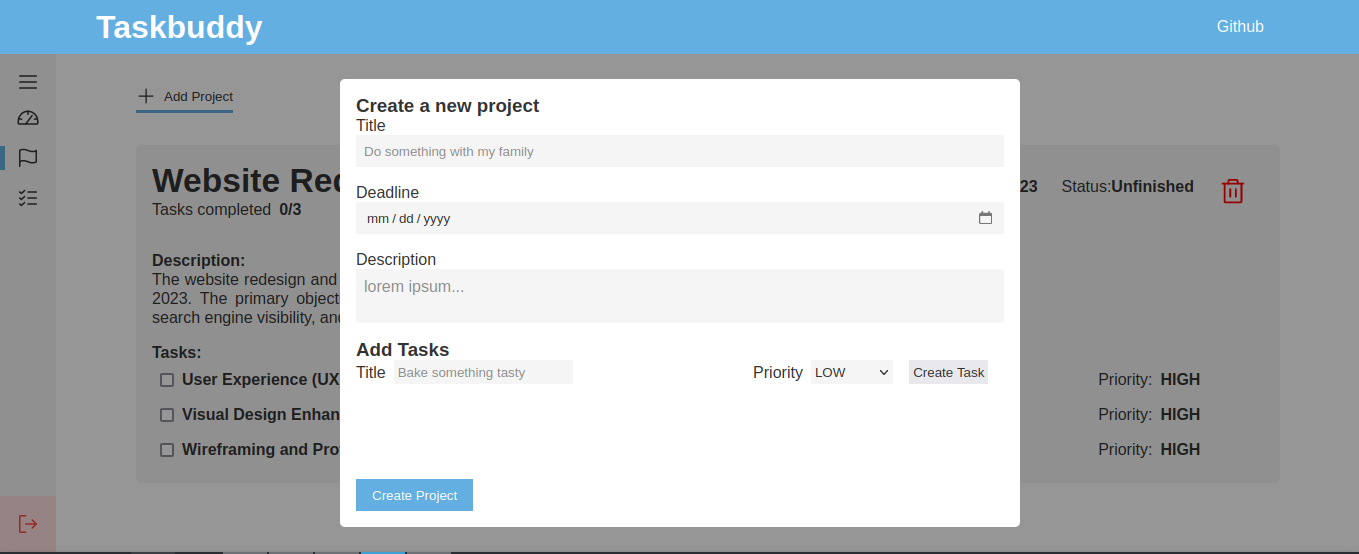 Taskbuddy
Github
Add Project
Create a new project
Title
Do something with my family
Website Red
23 Status:Unfinished
Tasks completed 0/3
Deadline
mm / dd / yyyy
Description:
Description
The website redesign and
lorem ipsum...
2023. The primary object
search engine visibility, and
Tasks:
Add Tasks
Title Bake something tasty Priority LOW Create Task
User Experience (UX Priority: HIGH
Visual Design Enhan Priority: HIGH
Wireframing and Pro Priority: HIGH
Create Project